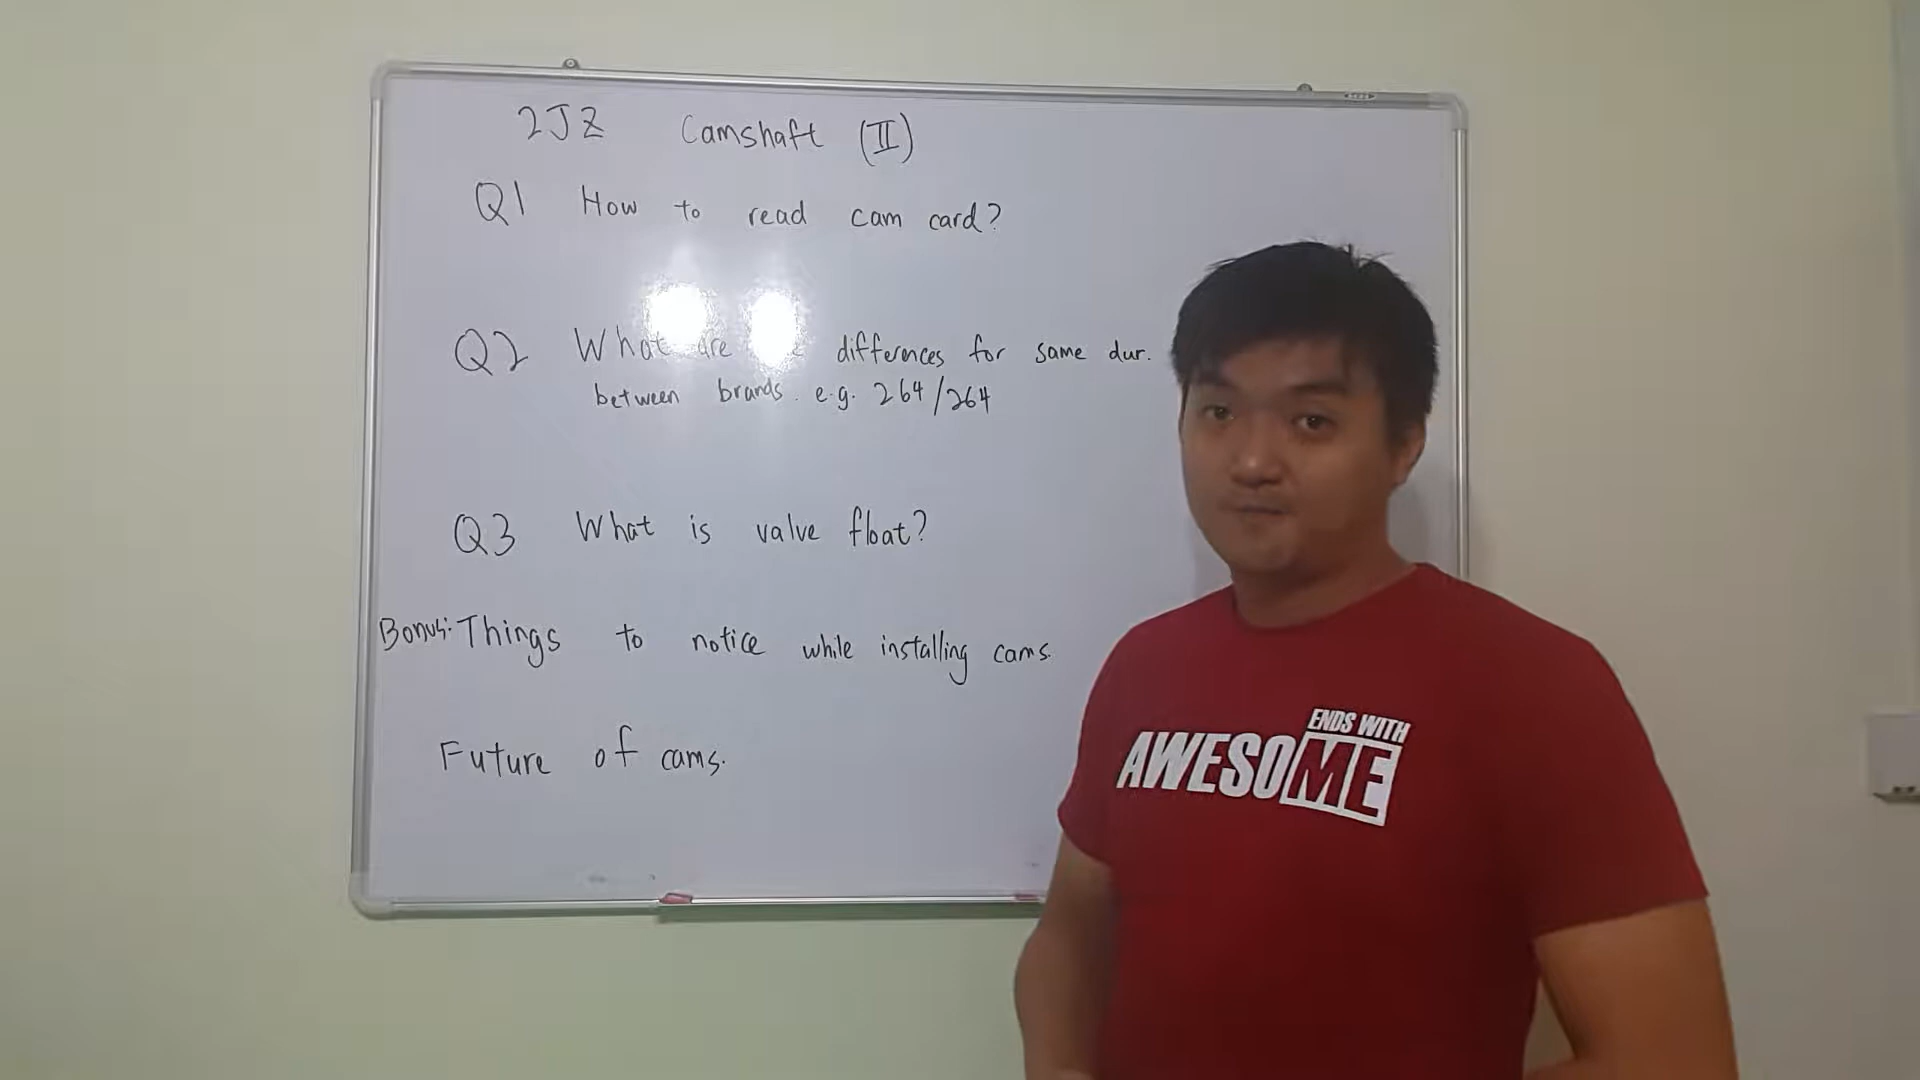 2JZ Camshaft (II)
Q1 How to read cam card?
Q2 What are differences for same dur.
between brands. e.g. 264/264
Q3 What is valve float?
Bonus: Things to notice while installing cams.
Future of cams.
ENDS WITH
AWESOME